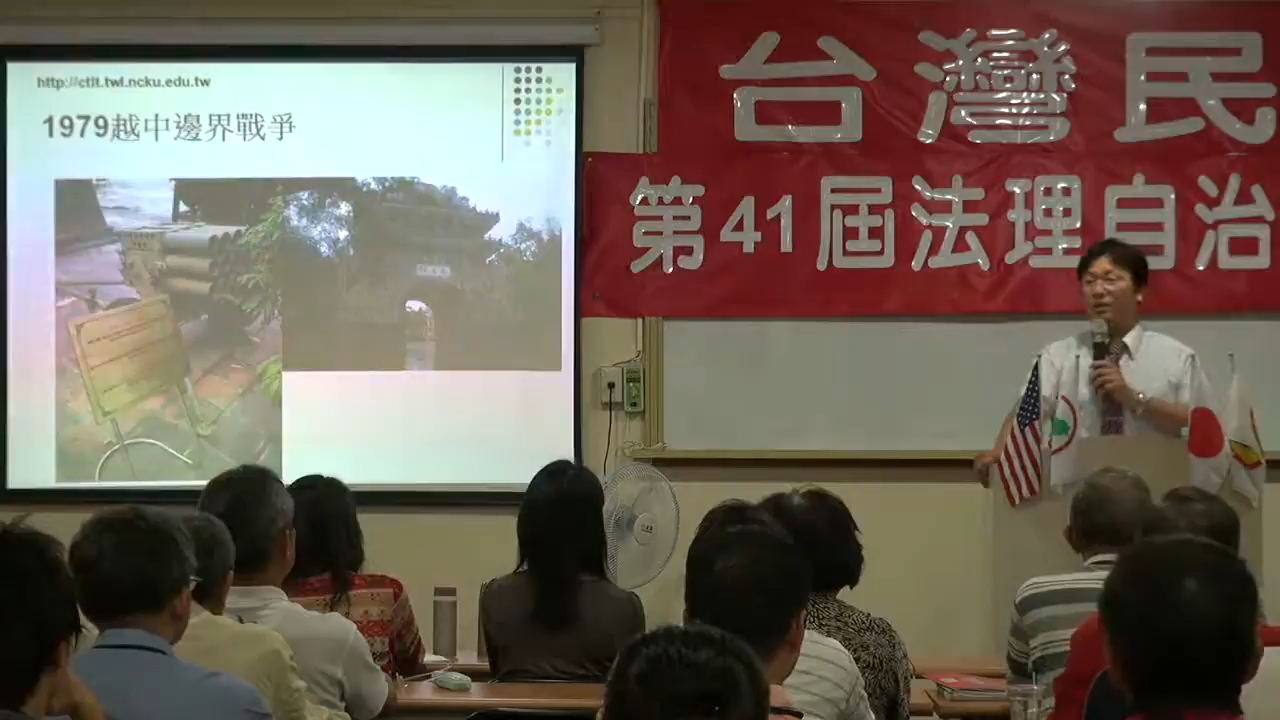 http://ctlt.twl.ncku.edu.tw
1979越中邊界戰爭
台灣民
第41屆法理自治